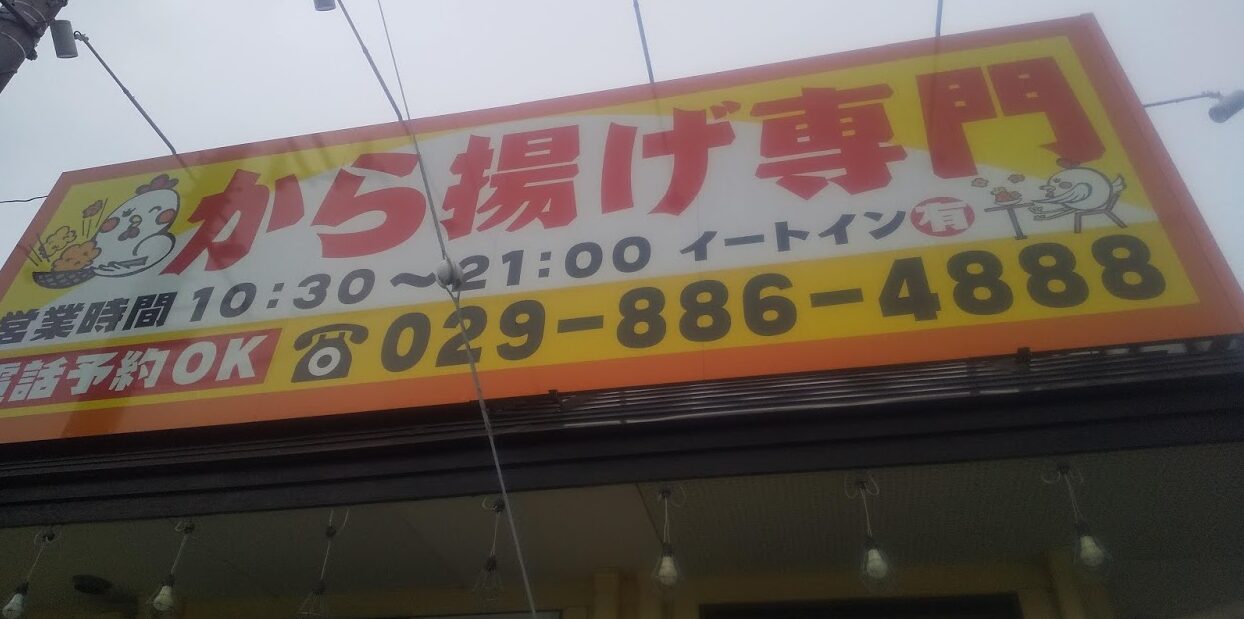 から揚げ専門
営業時間 10:30～21:00 イートイン有
電話予約OK 029-886-4888